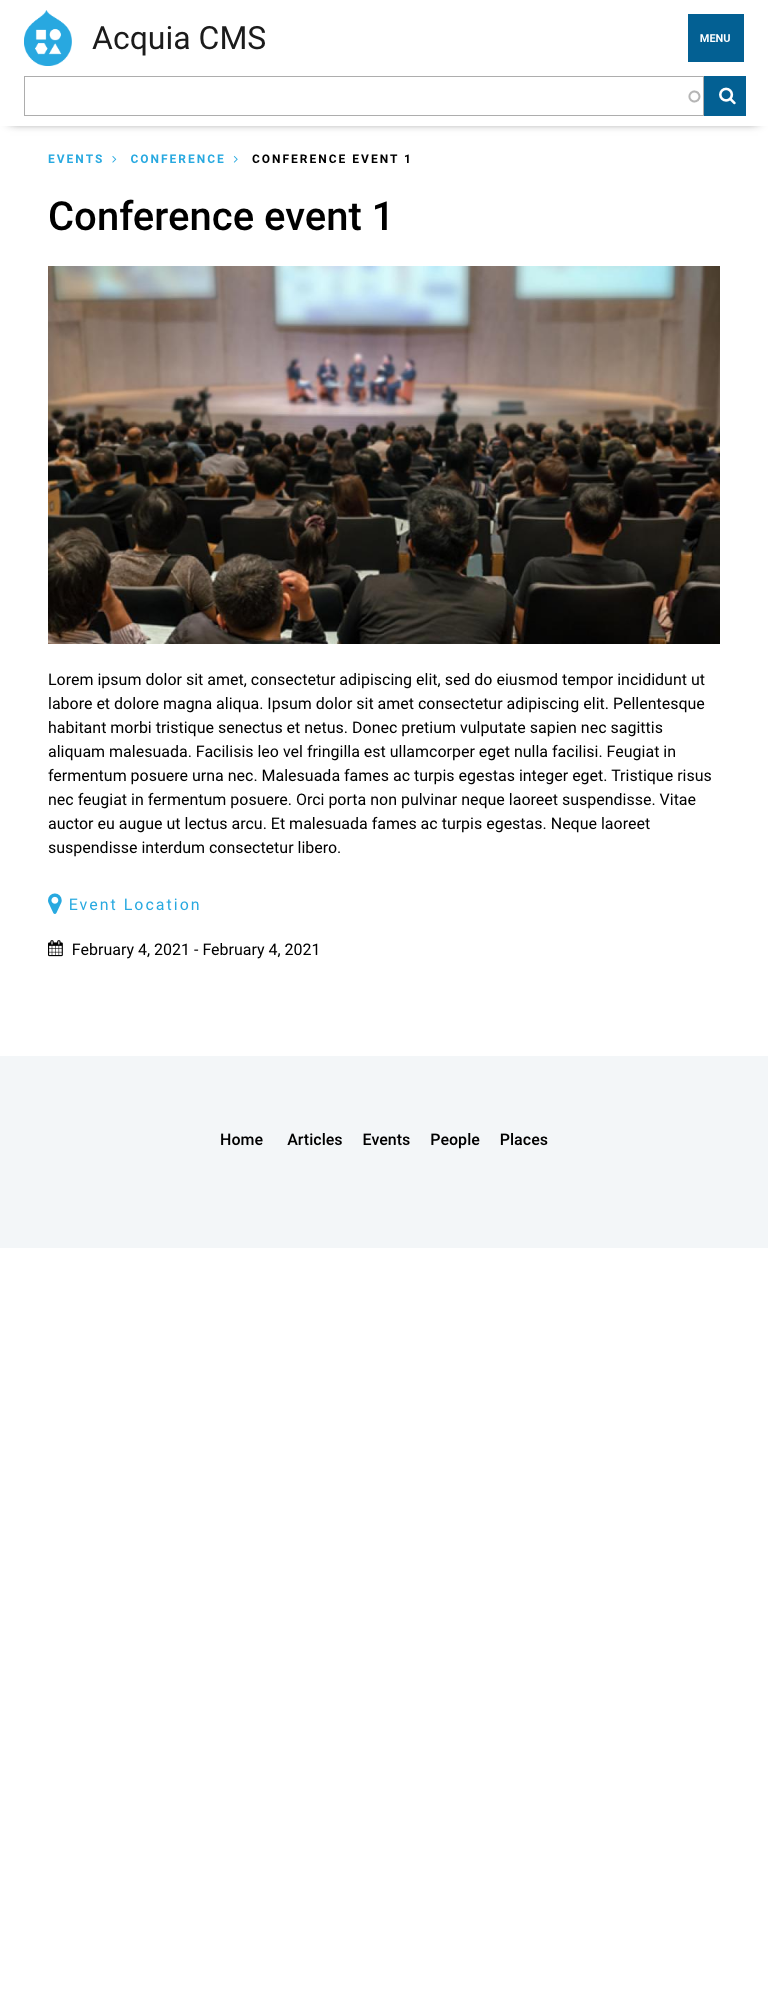 Acquia CMS
MENU
EVENTS
CONFERENCE
CONFERENCE EVENT 1
Conference event 1
Lorem ipsum dolor sit amet, consectetur adipiscing elit, sed do eiusmod tempor incididunt ut
labore et dolore magna aliqua. Ipsum dolor sit amet consectetur adipiscing elit. Pellentesque
habitant morbi tristique senectus et netus. Donec pretium vulputate sapien nec sagittis
aliquam malesuada. Facilisis leo vel fringilla est ullamcorper eget nulla facilisi. Feugiat in
fermentum posuere urna nec. Malesuada fames ac turpis egestas integer eget. Tristique risus
nec feugiat in fermentum posuere. Orci porta non pulvinar neque laoreet suspendisse. Vitae
auctor eu augue ut lectus arcu. Et malesuada fames ac turpis egestas. Neque laoreet
suspendisse interdum consectetur libero.
Event Location
February 4, 2021 - February 4, 2021
Home Articles Events People Places